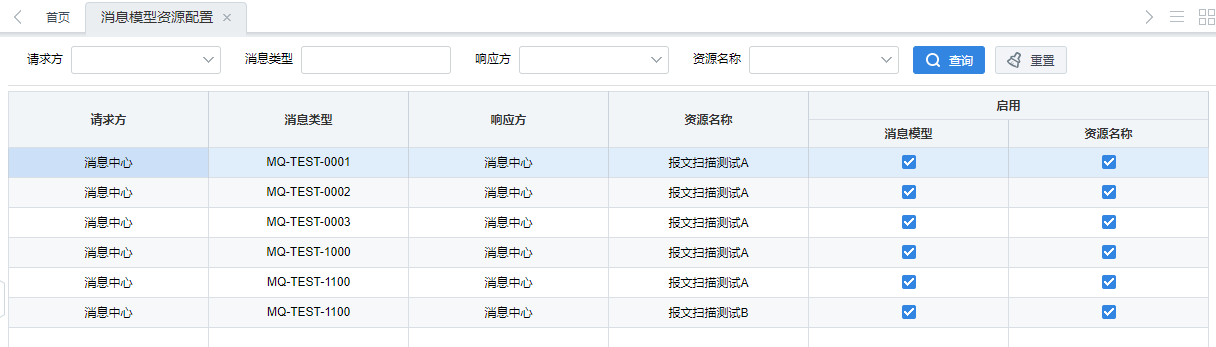 首页 消息模型资源配置
请求方 消息类型 响应方 资源名称 查询 重置
请求方 消息类型 响应方 资源名称 启用
消息模型 资源名称
消息中心 MQ-TEST-0001 消息中心 报文扫描测试A
消息中心 MQ-TEST-0002 消息中心 报文扫描测试A
消息中心 MQ-TEST-0003 消息中心 报文扫描测试A
消息中心 MQ-TEST-1000 消息中心 报文扫描测试A
消息中心 MQ-TEST-1100 消息中心 报文扫描测试A
消息中心 MQ-TEST-1100 消息中心 报文扫描测试B